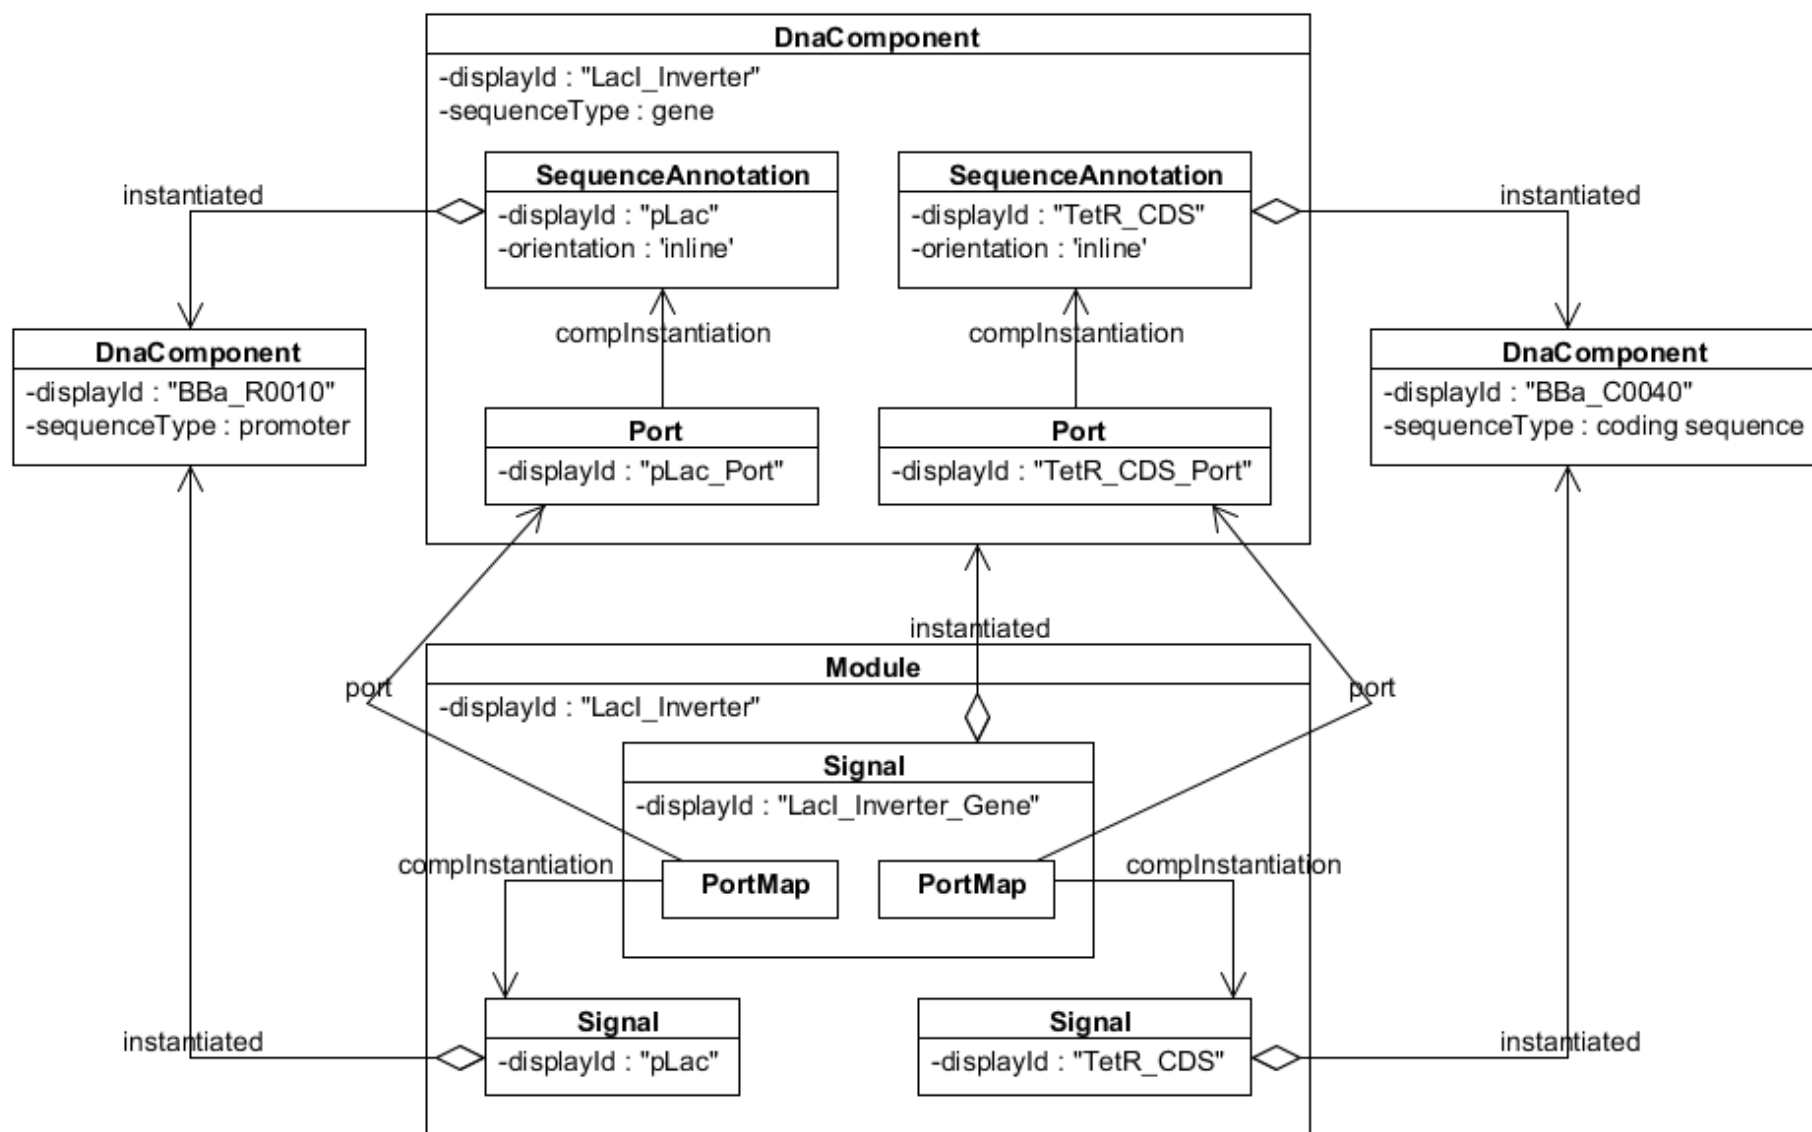 DnaComponent
-displayId : "LacI_Inverter"
-sequenceType : gene
SequenceAnnotation
-displayId : "pLac"
-orientation : 'inline'
SequenceAnnotation
-displayId : "TetR_CDS"
-orientation : 'inline'
instantiated
instantiated
compInstantiation
compInstantiation
DnaComponent
-displayId : "BBa_R0010"
-sequenceType : promoter
DnaComponent
-displayId : "BBa_C0040"
-sequenceType : coding sequence
Port
-displayId : "pLac_Port"
Port
-displayId : "TetR_CDS_Port"
instantiated
port
port
Module
-displayId : "LacI_Inverter"
Signal
-displayId : "LacI_Inverter_Gene"
compInstantiation
PortMap
PortMap
compInstantiation
Signal
-displayId : "pLac"
Signal
-displayId : "TetR_CDS"
instantiated
instantiated